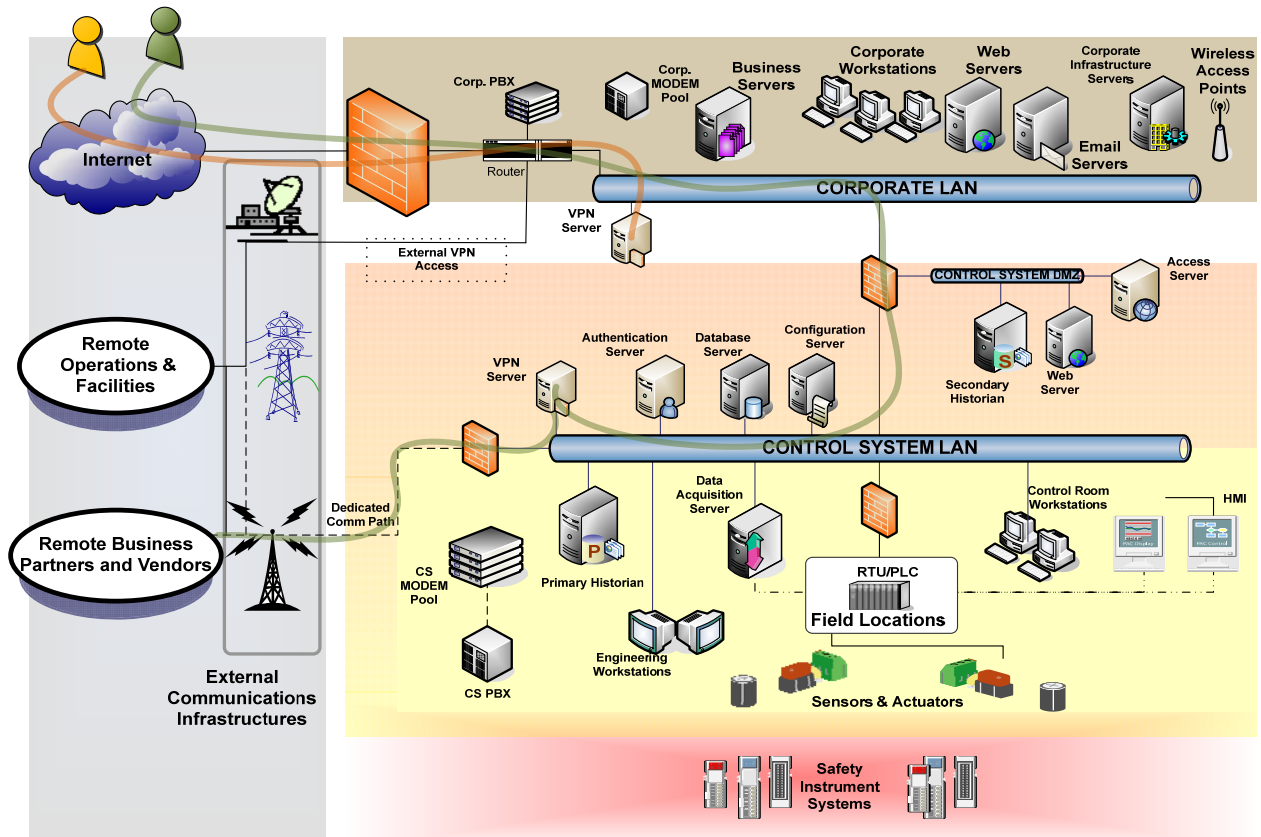 Internet
Remote
Operations &
Facilities
Remote Business
Partners and Vendors
External
Communications
Infrastructures
Dedicated
Comm Path
External VPN
Access
Corp. PBX
Router
Corp.
MODEM
Pool
Business
Servers
Corporate
Workstations
Web
Servers
Email
Servers
Corporate
Infrastructure
Servers
Wireless
Access
Points
CORPORATE LAN
VPN
Server
CONTROL SYSTEM DMZ
Access
Server
S
Secondary
Historian
Web
Server
VPN
Server
Authentication
Server
Database
Server
Configuration
Server
CONTROL SYSTEM LAN
CS
MODEM
Pool
CS PBX
P
Primary Historian
Engineering
Workstations
Data
Acquisition
Server
RTU/PLC
Field Locations
Control Room
Workstations
HMI
PAC Display
PAC Control
Sensors & Actuators
Safety
Instrument
Systems